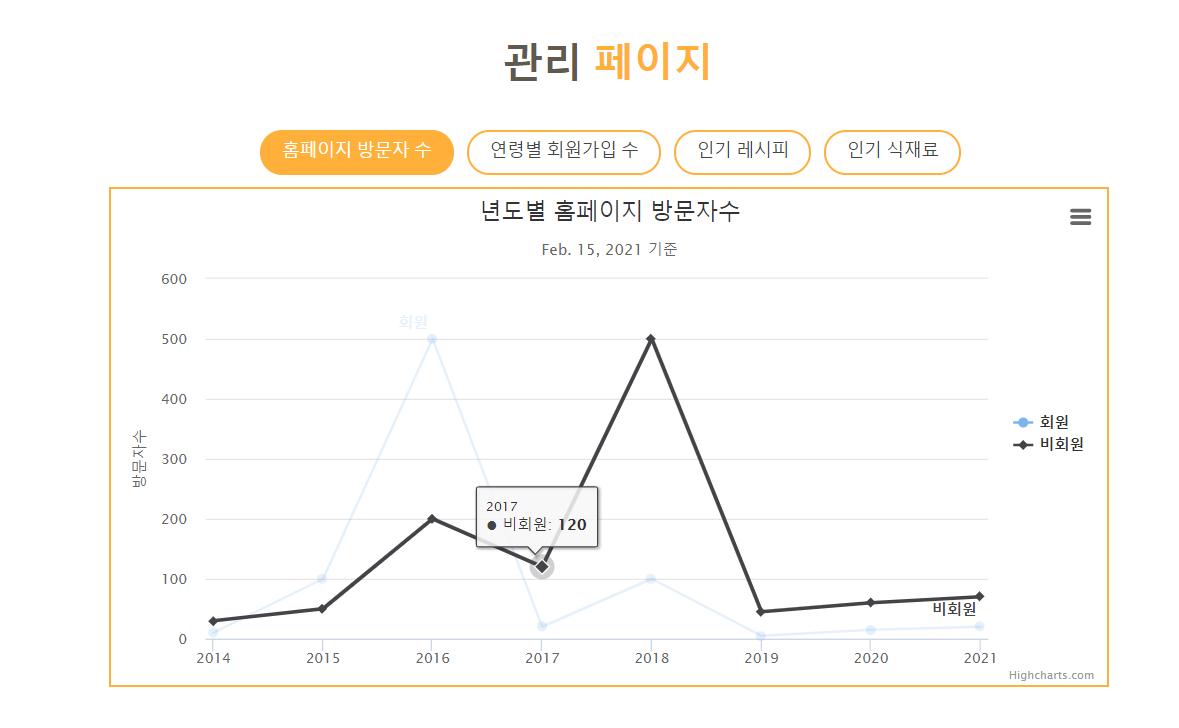 관리 페이지
홈페이지 방문자 수
연령별 회원가입 수
인기 레시피
인기 식재료
년도별 홈페이지 방문자수
Feb. 15, 2021 기준
방문자수
600
500
400
300
200
100
0
회원
2017
● 비회원: 120
비회원
2014 2015 2016 2017 2018 2019 2020 2021
회원
비회원
Highcharts.com